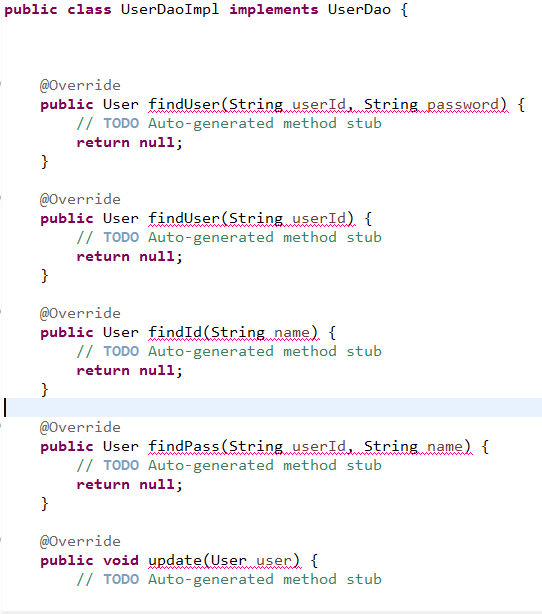 public class UserDaoImpl implements UserDao {
@Override
public User findUser(String userId, String password) {
// TODO Auto-generated method stub
return null;
}
@Override
public User findUser(String userId) {
// TODO Auto-generated method stub
return null;
}
@Override
public User findId(String name) {
// TODO Auto-generated method stub
return null;
}
@Override
public User findPass(String userId, String name) {
// TODO Auto-generated method stub
return null;
}
@Override
public void update(User user) {
// TODO Auto-generated method stub